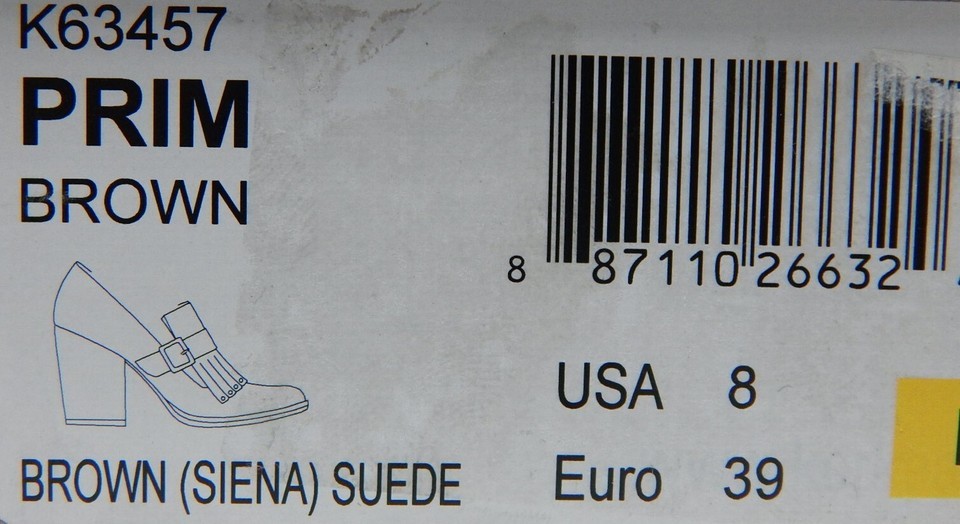 K63457
PRIM
BROWN
BROWN (SIENA) SUEDE
8 87110 26632
USA 8
Euro 39